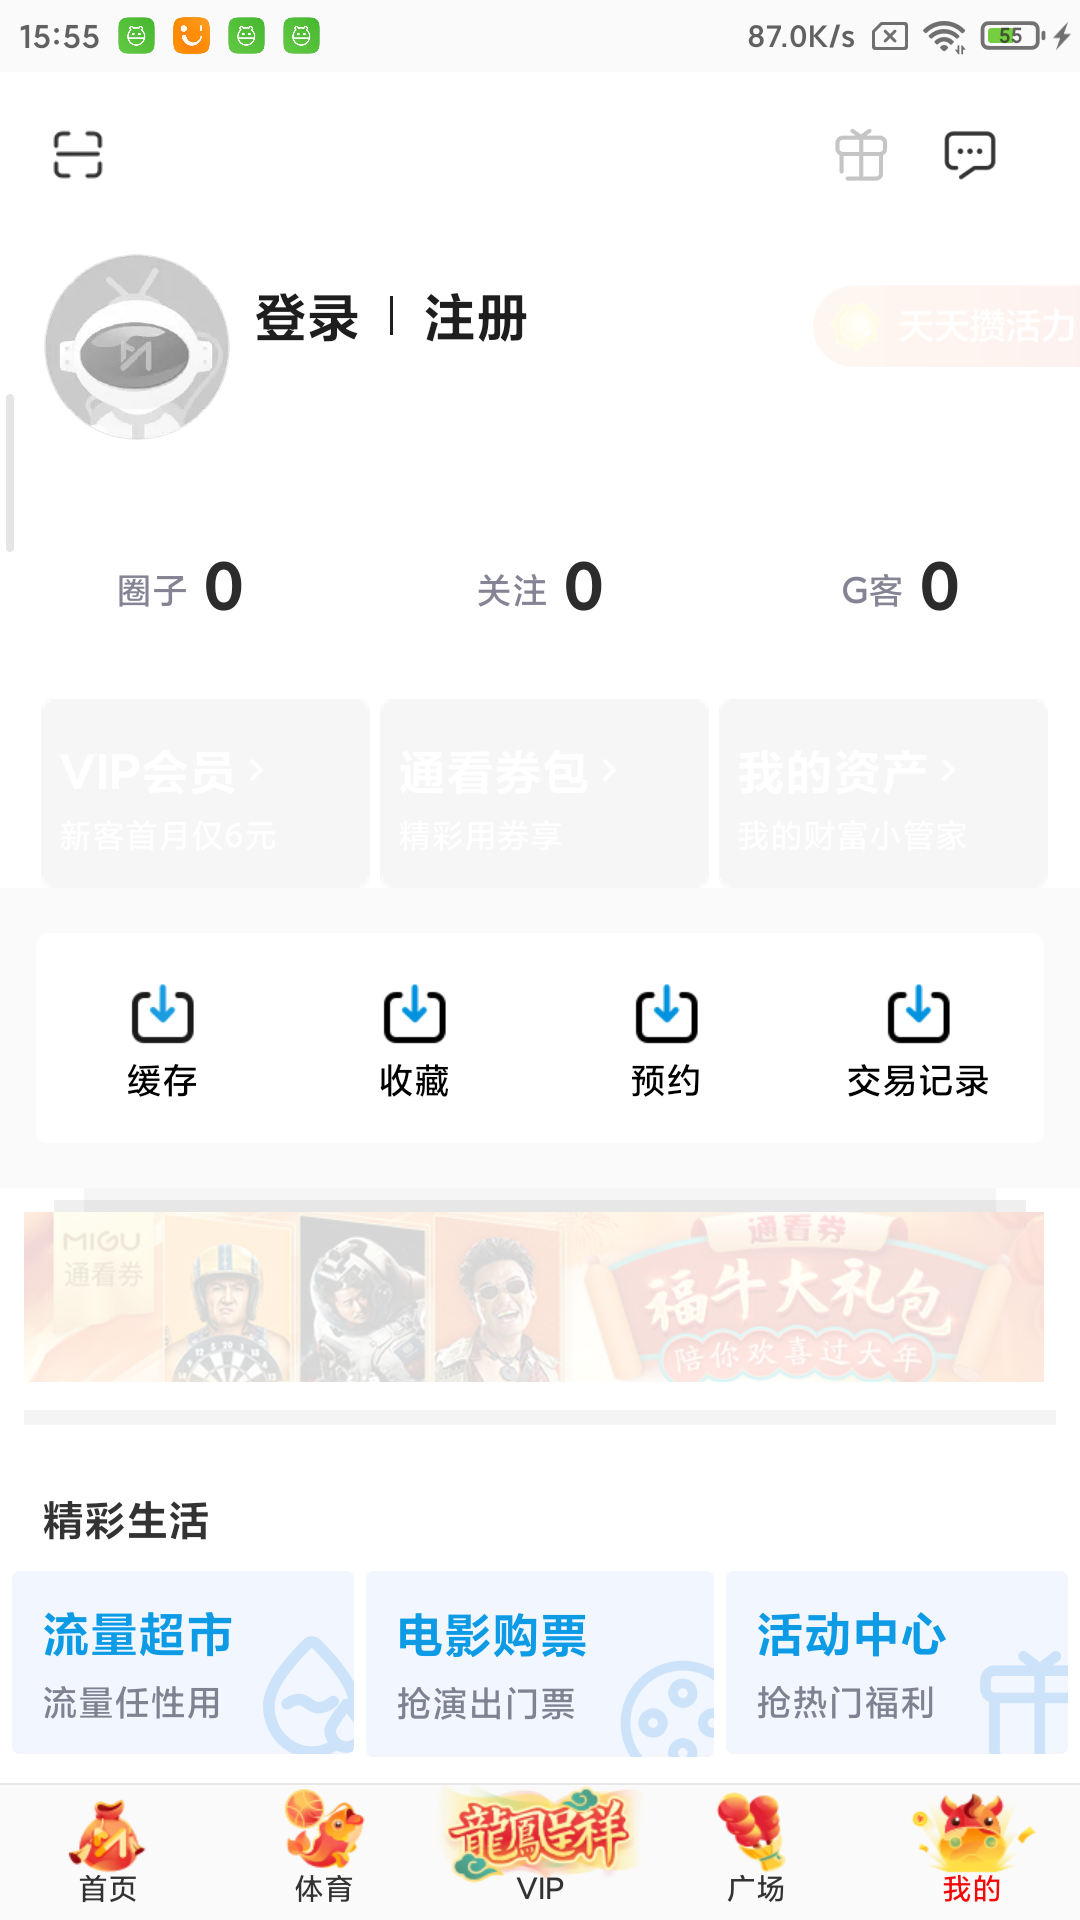 15:55
87.0K/s
55
登录
注册
天天攒活力
圈子 0
关注 0
G客 0
VIP会员
通看券包
我的资产
新客首月仅6元
精彩用券享
我的财富小管家
缓存
收藏
预约
交易记录
MIGU
通看券
通看券
福牛大礼包
陪你欢喜过大年
精彩生活
流量超市
电影购票
活动中心
流量任性用
抢演出门票
抢热门福利
龍鳳呈祥
首页
体育
VIP
广场
我的